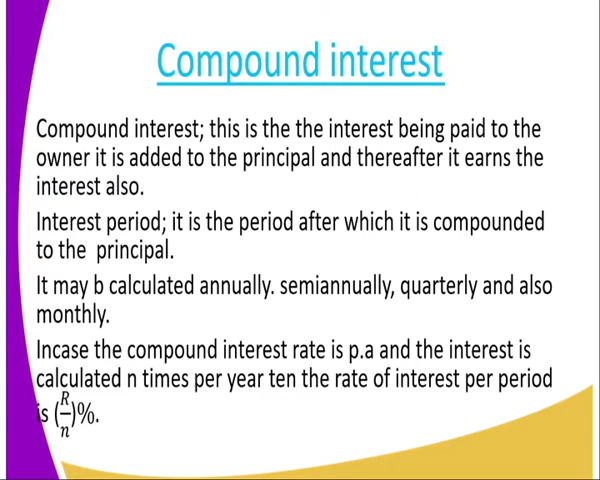 Compound interest
Compound interest; this is the the interest being paid to the
owner it is added to the principal and thereafter it earns the
interest also.
Interest period; it is the period after which it is compounded
to the principal.
It may b calculated annually. semiannually, quarterly and also
monthly.
Incase the compound interest rate is p.a and the interest is
calculated n times per year ten the rate of interest per period
is (R/n)%.